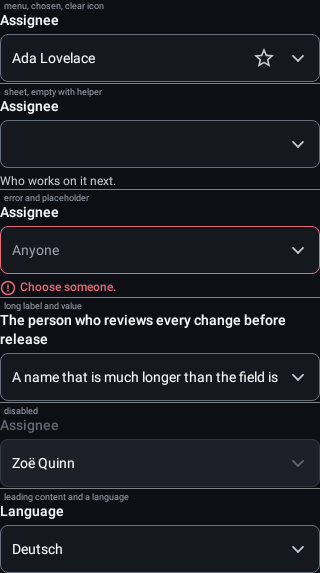 menu, chosen, clear icon
Assignee
Ada Lovelace
sheet, empty with helper
Assignee
Who works on it next.
error and placeholder
Assignee
Anyone
Choose someone.
long label and value
The person who reviews every change before
release
A name that is much longer than the field is
disabled
Assignee
Zoë Quinn
leading content and a language
Language
Deutsch